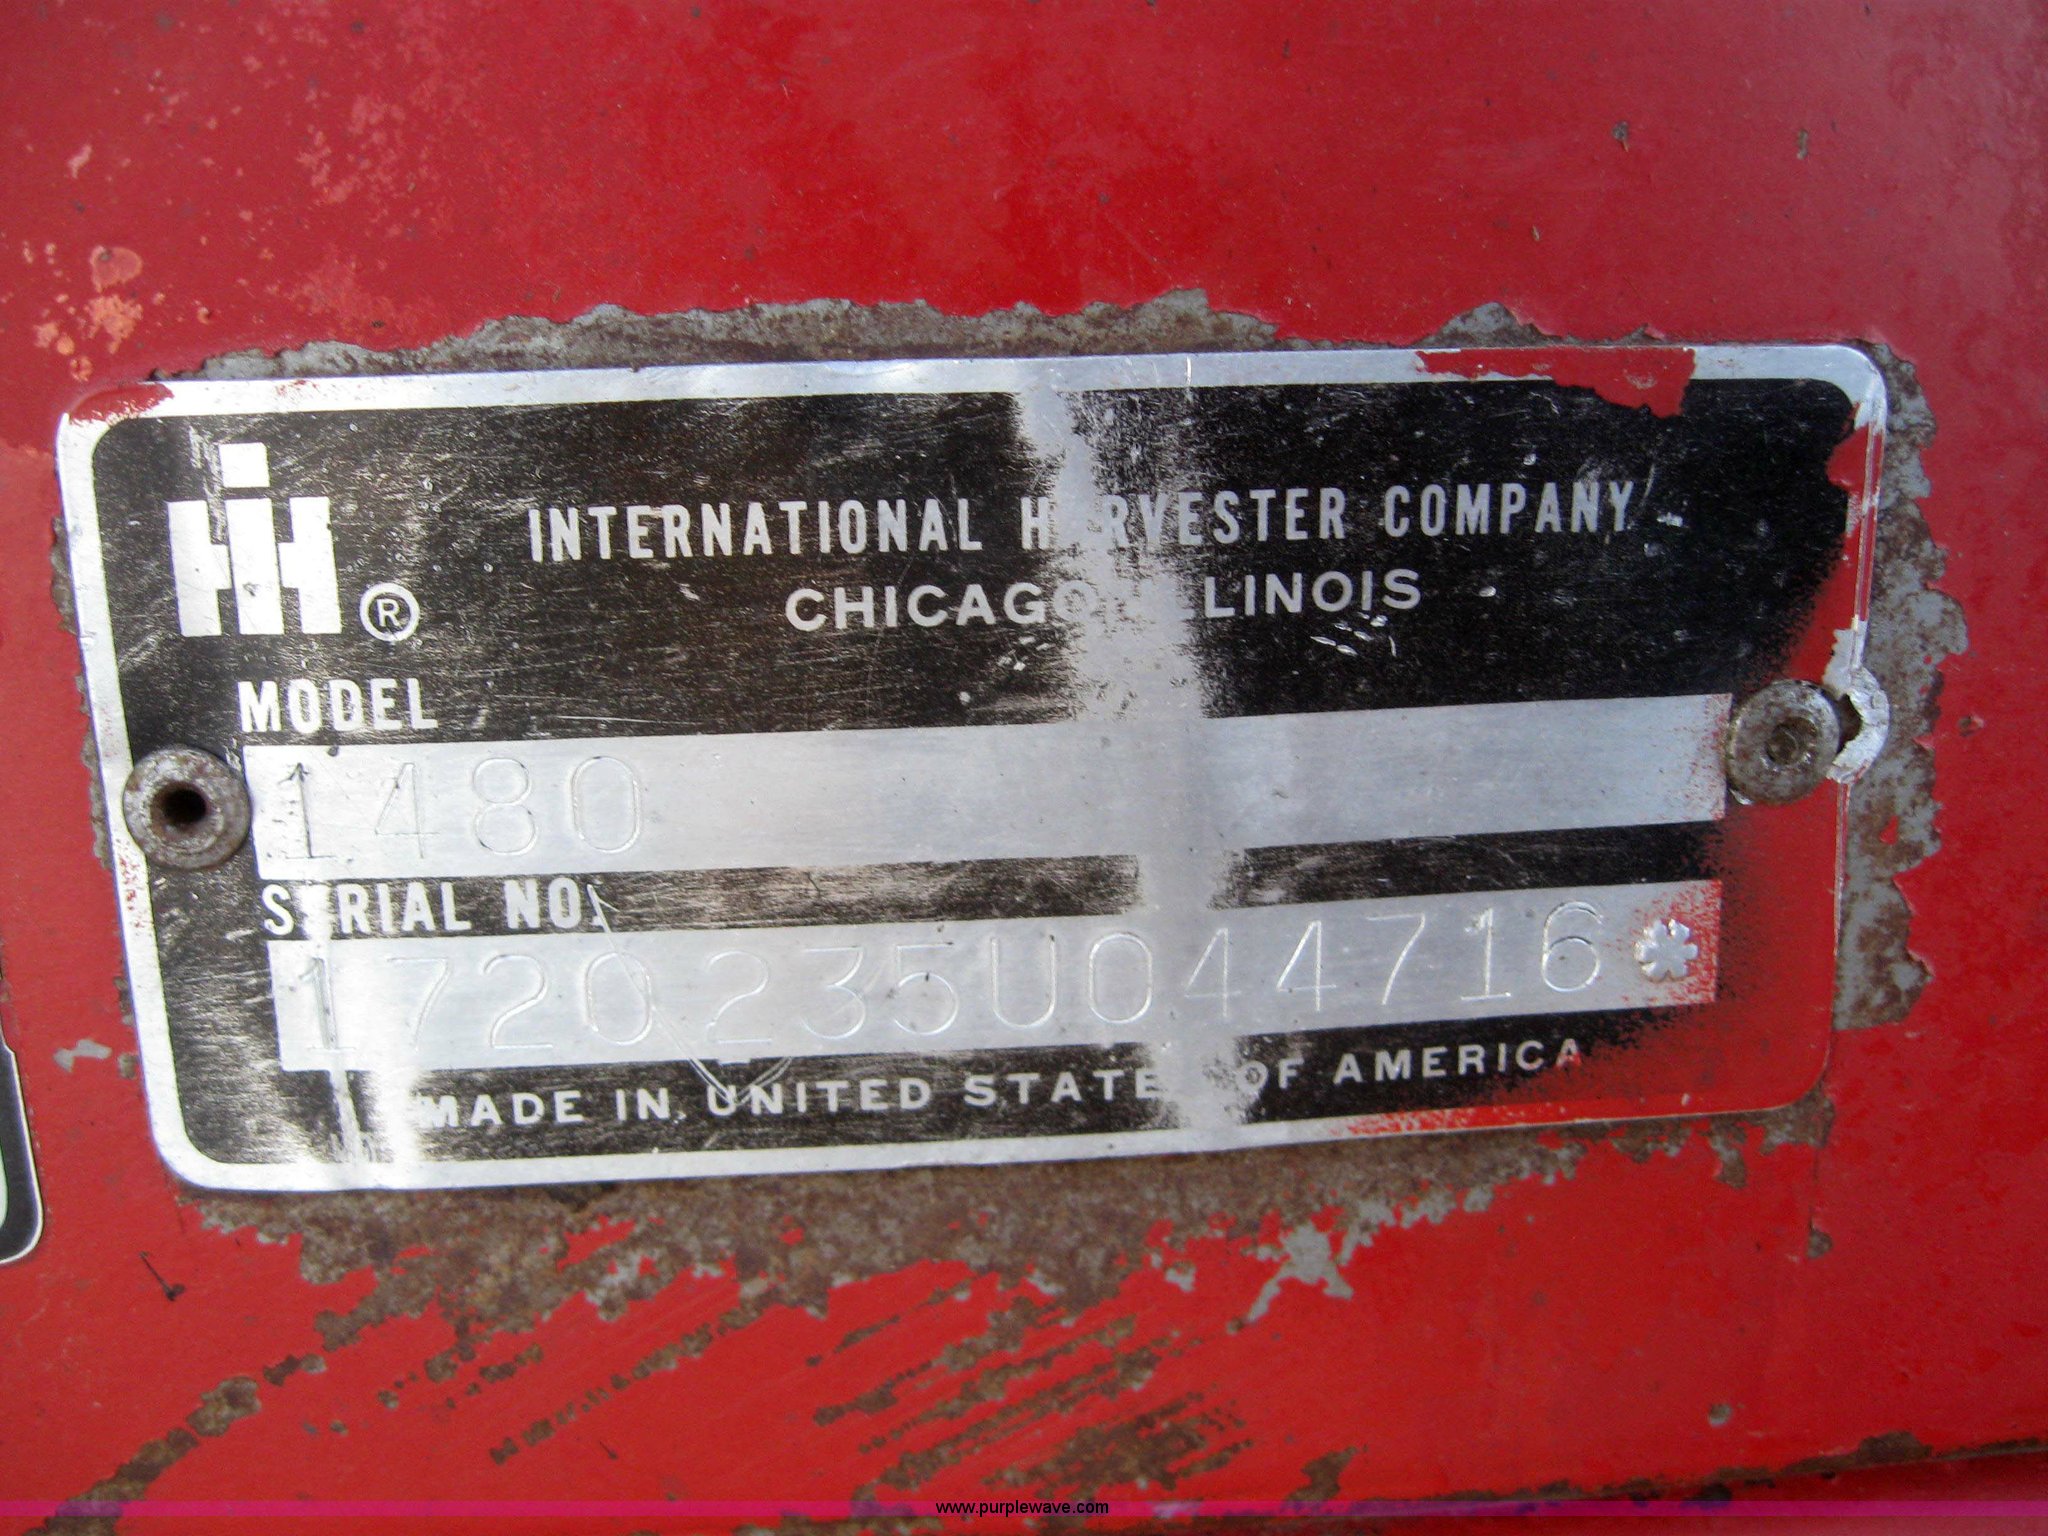 IH ®
INTERNATIONAL HARVESTER COMPANY
CHICAGO ILLINOIS
MODEL
1480
SERIAL NO.
1720235U044716*
MADE IN UNITED STATES OF AMERICA
www.purplewave.com